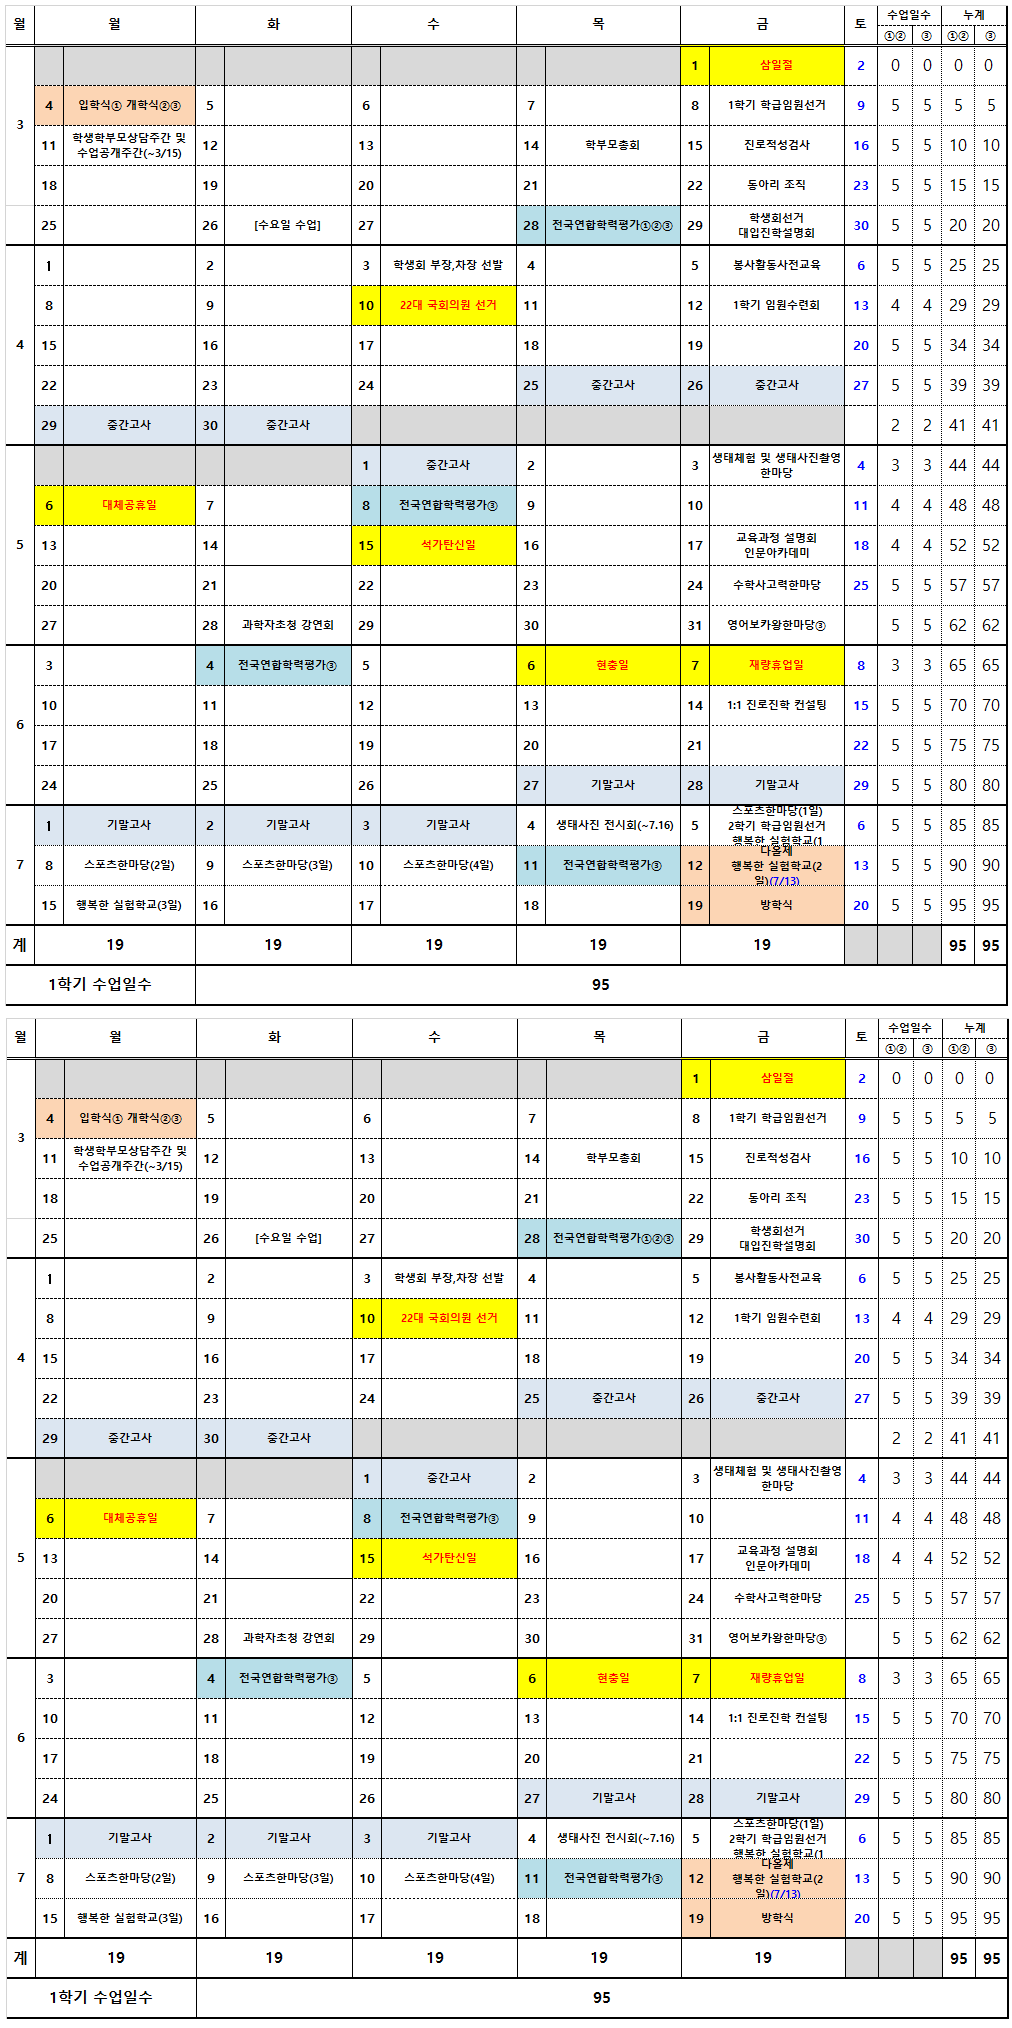 월 월 화 수 목 금 토 수업일수 누계
①② ③ ①② ③
3 1 삼일절 2 0 0 0 0
4 입학식① 개학식②③ 5 6 7 8 1학기 학급임원선거 9 5 5 5 5
11 학생학부모상담주간 및
수업공개주간(~3/15) 12 13 14 학부모총회 15 진로적성검사 16 5 5 10 10
18 19 20 21 22 동아리 조직 23 5 5 15 15
25 26 [수요일 수업] 27 28 전국연합학력평가①②③ 29 학생회선거
대입진학설명회 30 5 5 20 20
4 1 2 3 학생회 부장,차장 선발 4 5 봉사활동사전교육 6 5 5 25 25
8 9 10 22대 국회의원 선거 11 12 1학기 임원수련회 13 4 4 29 29
15 16 17 18 19 20 5 5 34 34
22 23 24 25 중간고사 26 중간고사 27 5 5 39 39
29 중간고사 30 중간고사 2 2 41 41
5 1 중간고사 2 3 생태체험 및 생태사진촬영
한마당 4 3 3 44 44
6 대체공휴일 7 8 전국연합학력평가③ 9 10 11 4 4 48 48
13 14 15 석가탄신일 16 17 교육과정 설명회
인문아카데미 18 4 4 52 52
20 21 22 23 24 수학사고력한마당 25 5 5 57 57
27 28 과학자초청 강연회 29 30 31 영어보카왕한마당③ 5 5 62 62
6 3 4 전국연합학력평가③ 5 6 현충일 7 재량휴업일 8 3 3 65 65
10 11 12 13 14 1:1 진로진학 컨설팅 15 5 5 70 70
17 18 19 20 21 22 5 5 75 75
24 25 26 27 기말고사 28 기말고사 29 5 5 80 80
7 1 기말고사 2 기말고사 3 기말고사 4 생태사진 전시회(~7.16) 5 스포츠한마당(1일)
2학기 학급임원선거
행복한 실험학교(1 6 5 5 85 85
8 스포츠한마당(2일) 9 스포츠한마당(3일) 10 스포츠한마당(4일) 11 전국연합학력평가③ 12 다올제
행복한 실험학교(2
일)(7/13) 13 5 5 90 90
15 행복한 실험학교(3일) 16 17 18 19 방학식 20 5 5 95 95
계 19 19 19 19 19 95 95
1학기 수업일수 95
월 월 화 수 목 금 토 수업일수 누계
①② ③ ①② ③
3 1 삼일절 2 0 0 0 0
4 입학식① 개학식②③ 5 6 7 8 1학기 학급임원선거 9 5 5 5 5
11 학생학부모상담주간 및
수업공개주간(~3/15) 12 13 14 학부모총회 15 진로적성검사 16 5 5 10 10
18 19 20 21 22 동아리 조직 23 5 5 15 15
25 26 [수요일 수업] 27 28 전국연합학력평가①②③ 29 학생회선거
대입진학설명회 30 5 5 20 20
4 1 2 3 학생회 부장,차장 선발 4 5 봉사활동사전교육 6 5 5 25 25
8 9 10 22대 국회의원 선거 11 12 1학기 임원수련회 13 4 4 29 29
15 16 17 18 19 20 5 5 34 34
22 23 24 25 중간고사 26 중간고사 27 5 5 39 39
29 중간고사 30 중간고사 2 2 41 41
5 1 중간고사 2 3 생태체험 및 생태사진촬영
한마당 4 3 3 44 44
6 대체공휴일 7 8 전국연합학력평가③ 9 10 11 4 4 48 48
13 14 15 석가탄신일 16 17 교육과정 설명회
인문아카데미 18 4 4 52 52
20 21 22 23 24 수학사고력한마당 25 5 5 57 57
27 28 과학자초청 강연회 29 30 31 영어보카왕한마당③ 5 5 62 62
6 3 4 전국연합학력평가③ 5 6 현충일 7 재량휴업일 8 3 3 65 65
10 11 12 13 14 1:1 진로진학 컨설팅 15 5 5 70 70
17 18 19 20 21 22 5 5 75 75
24 25 26 27 기말고사 28 기말고사 29 5 5 80 80
7 1 기말고사 2 기말고사 3 기말고사 4 생태사진 전시회(~7.16) 5 스포츠한마당(1일)
2학기 학급임원선거
행복한 실험학교(1 6 5 5 85 85
8 스포츠한마당(2일) 9 스포츠한마당(3일) 10 스포츠한마당(4일) 11 전국연합학력평가③ 12 다올제
행복한 실험학교(2
일)(7/13) 13 5 5 90 90
15 행복한 실험학교(3일) 16 17 18 19 방학식 20 5 5 95 95
계 19 19 19 19 19 95 95
1학기 수업일수 95